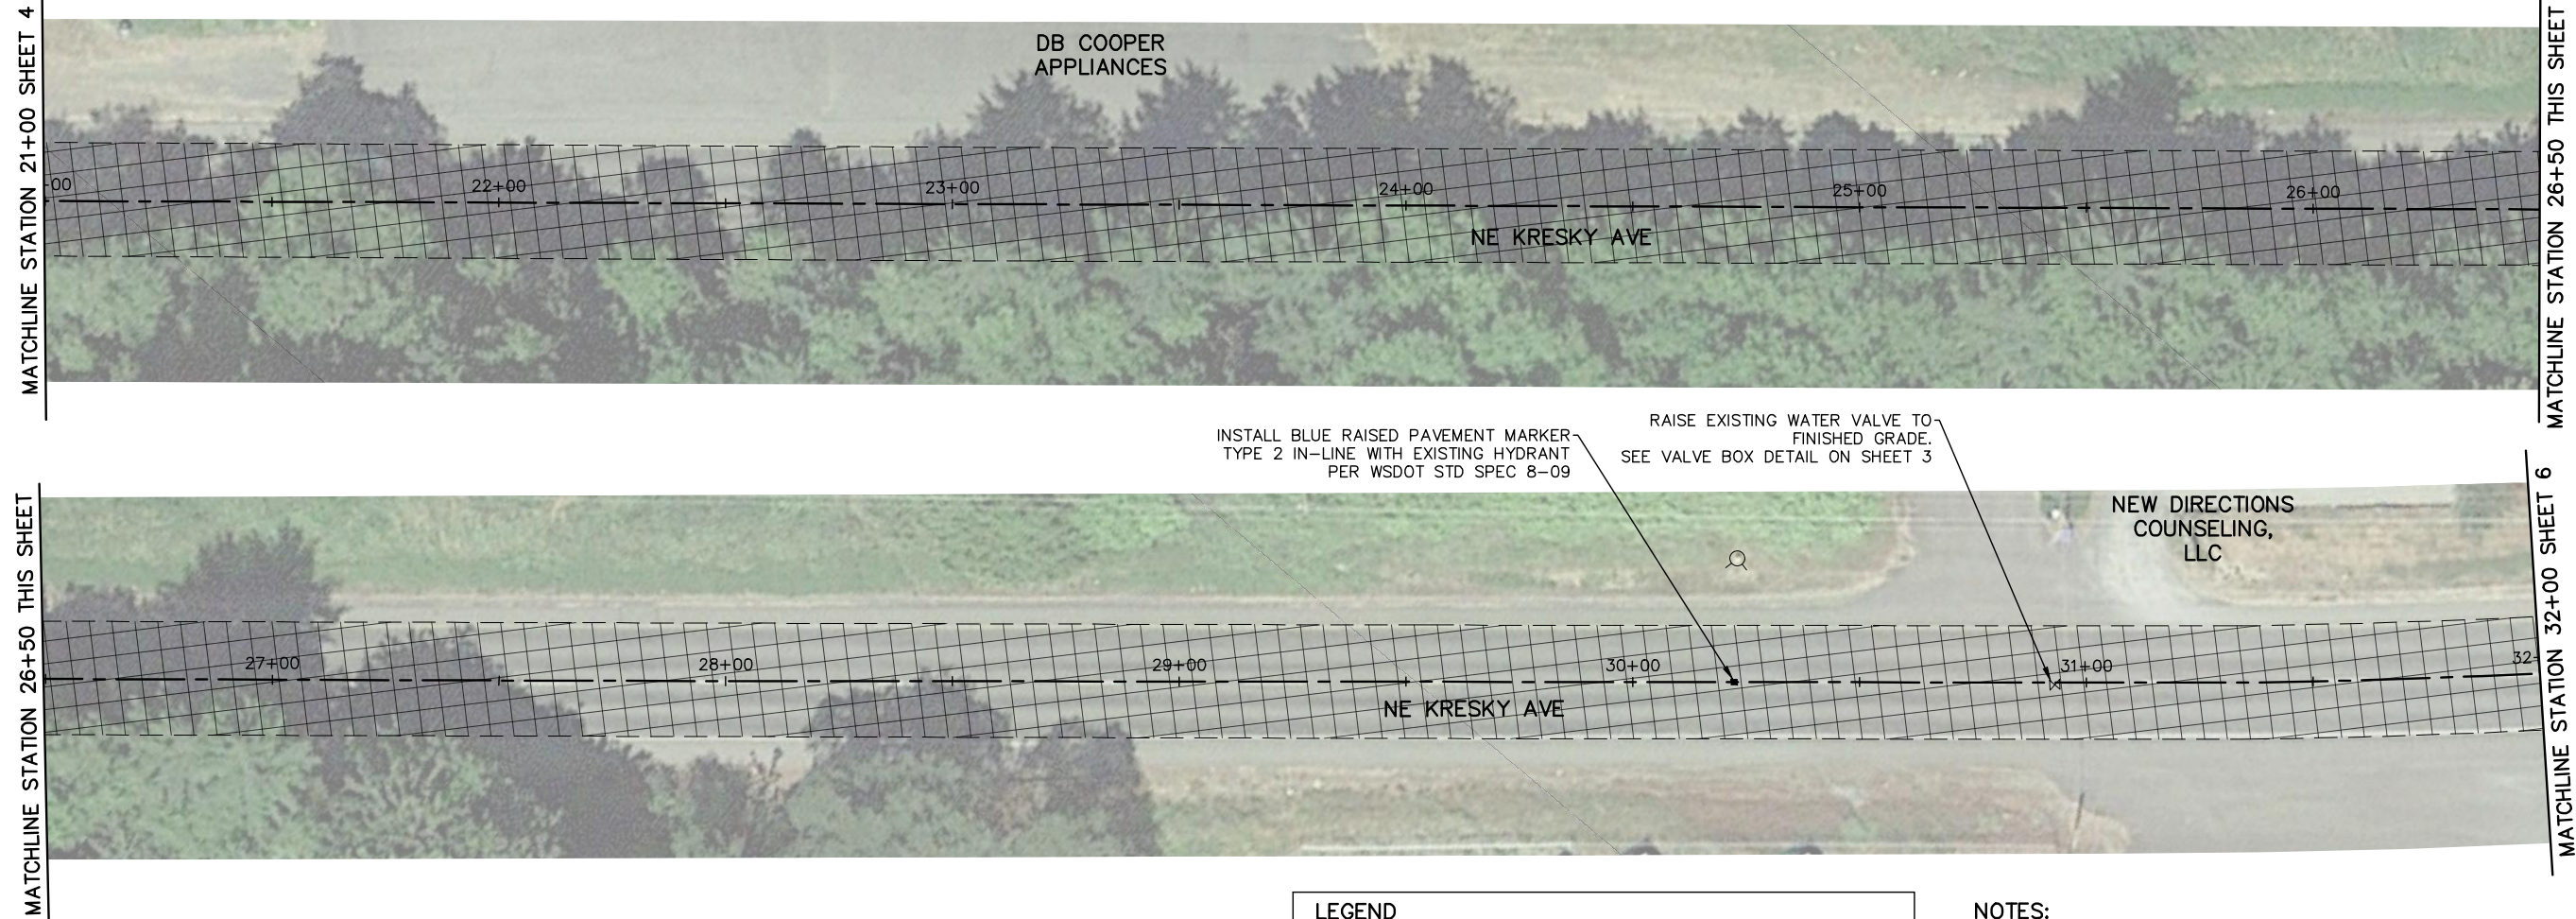 MATCHLINE STATION 21+00 SHEET 4
DB COOPER
APPLIANCES
-00
22+00
23+00
24+00
25+00
26+00
NE KRESKY AVE
MATCHLINE STATION 26+50 THIS SHEET
INSTALL BLUE RAISED PAVEMENT MARKER
TYPE 2 IN-LINE WITH EXISTING HYDRANT
PER WSDOT STD SPEC 8-09
RAISE EXISTING WATER VALVE TO
FINISHED GRADE.
SEE VALVE BOX DETAIL ON SHEET 3
MATCHLINE STATION 26+50 THIS SHEET
NEW DIRECTIONS
COUNSELING,
LLC
27+00
28+00
29+00
30+00
31+00
32
NE KRESKY AVE
MATCHLINE STATION 32+00 SHEET 6
LEGEND
NOTES: